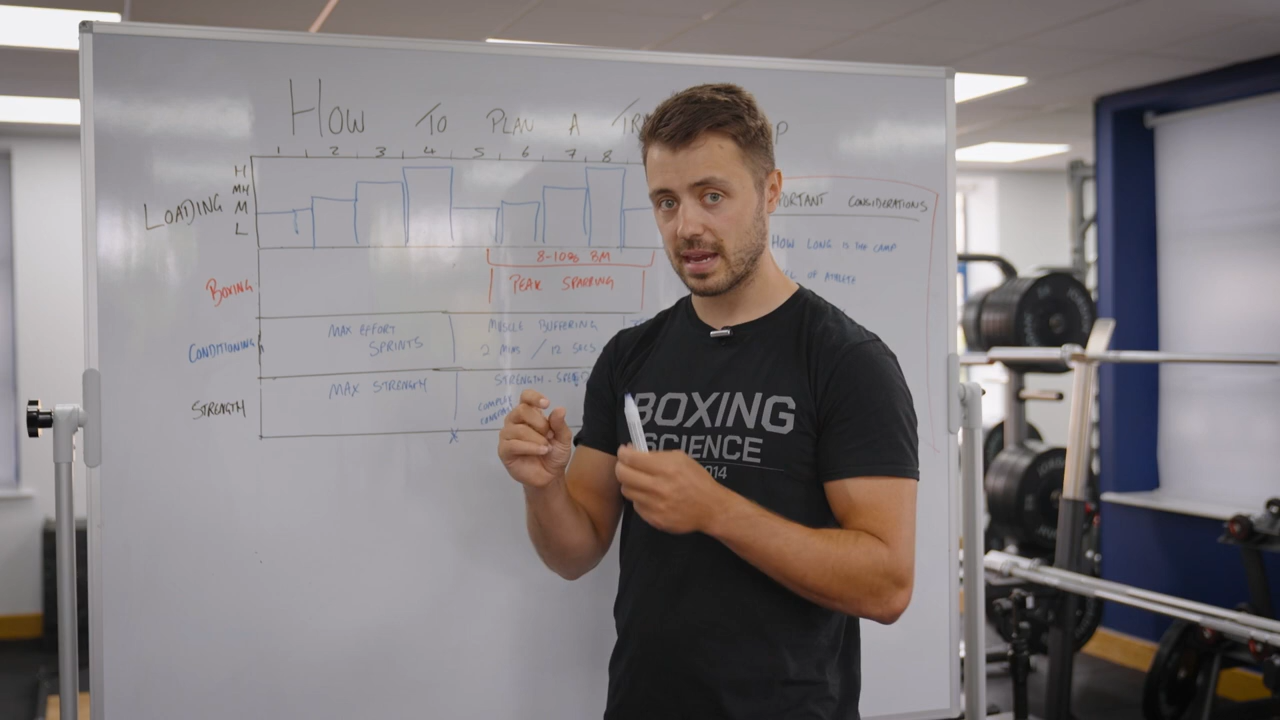 HOW TO PLAN A
1 2 3 4 5 6 7 8
H
MH
M
L
LOADING
IMPORTANT CONSIDERATIONS
HOW LONG IS THE CAMP
OF ATHLETE
8-10% BM
PEAK SPARRING
BOXING
CONDITIONING
MAX EFFORT
SPRINTS
MUSCLE BUFFERING
2 MINS / 12 SECS
STRENGTH
MAX STRENGTH
STRENGTH - SPEED
X
BOXING
SCIENCE